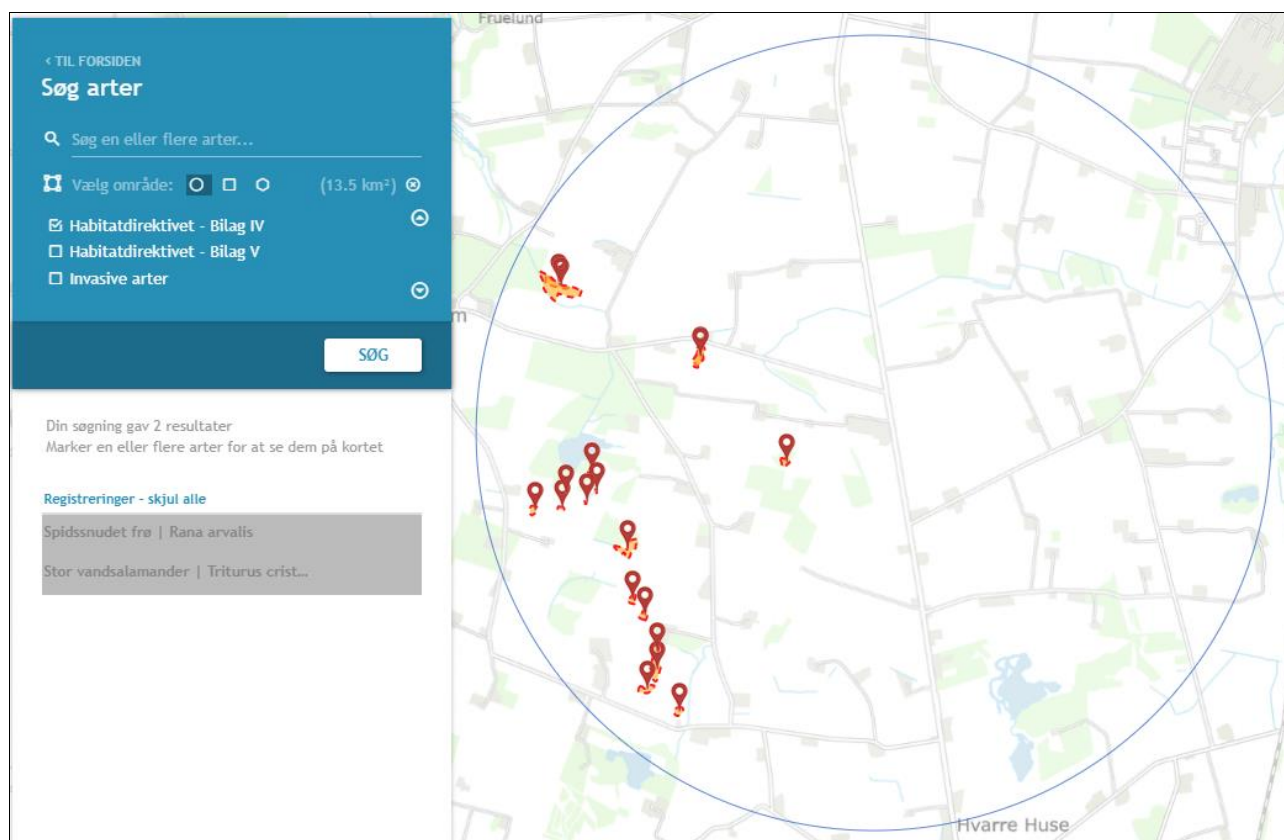 ‹ TIL FORSIDEN
Søg arter
Søg en eller flere arter...
Vælg område: (13.5 km²)
Habitatdirektivet - Bilag IV
Habitatdirektivet - Bilag V
Invasive arter
SØG
Din søgning gav 2 resultater
Marker en eller flere arter for at se dem på kortet
Registreringer - skjul alle
Spidssnudet frø | Rana arvalis
Stor vandsalamander | Triturus crist...
Fruelund
m
Hvarre Huse